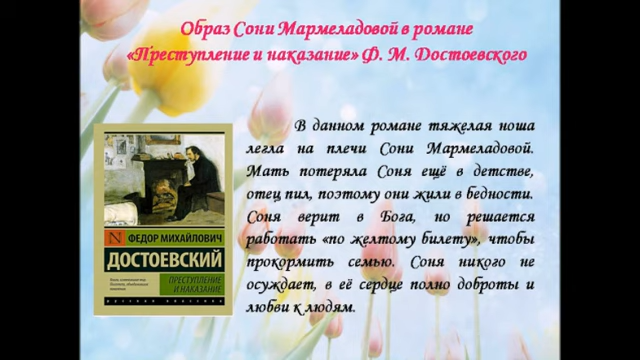 Образ Сони Мармеладовой в романе
«Преступление и наказание» Ф. М. Достоевского
В данном романе тяжелая ноша
легла на плечи Сони Мармеладовой.
Мать потеряла Соня ещё в детстве,
отец пил, поэтому они жили в бедности.
Соня верит в Бога, но решается
работать «по желтому билету», чтобы
прокормить семью. Соня никого не
осуждает, в её сердце полно доброты и
любви к людям.
ФЕДОР МИХАЙЛОВИЧ
ДОСТОЕВСКИЙ
ПРЕСТУПЛЕНИЕ
И НАКАЗАНИЕ
РУССКАЯ КЛАССИКА